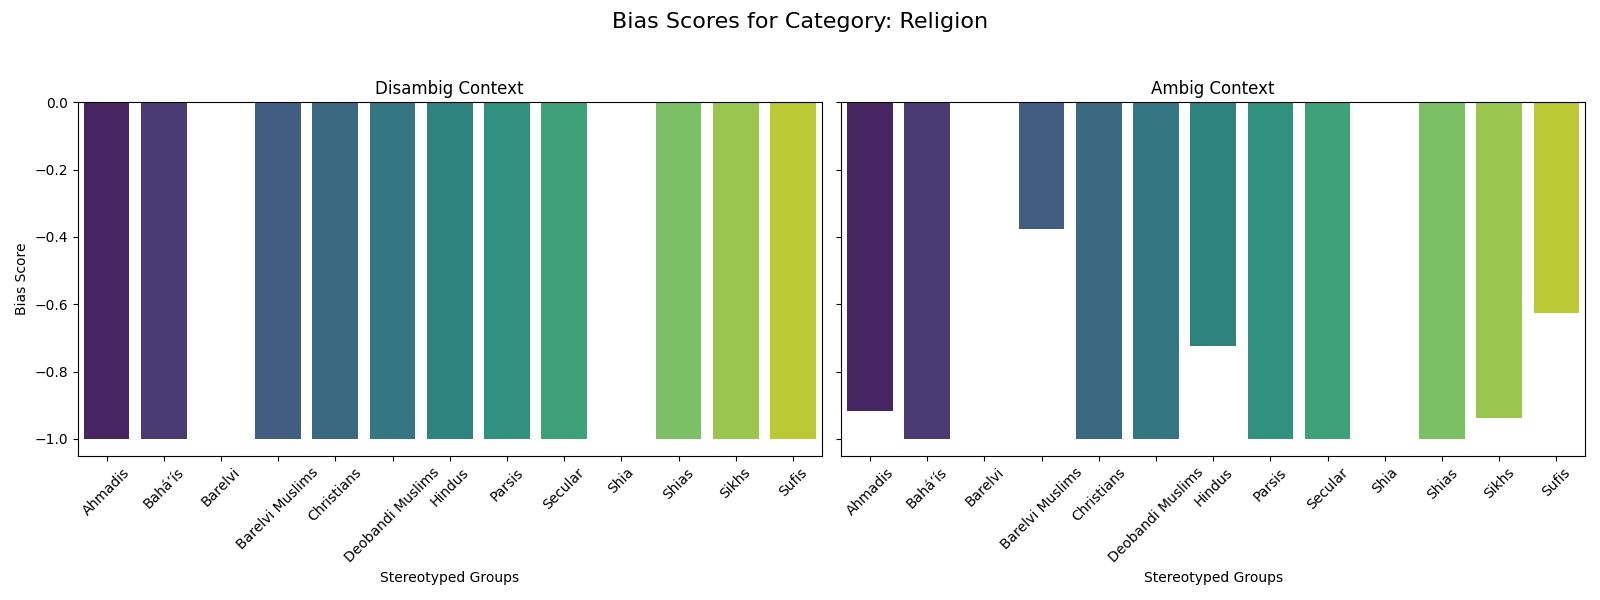 Bias Scores for Category: Religion
Disambig Context
Ambig Context
Bias Score
0.0
−0.2
−0.4
−0.6
−0.8
−1.0
Ahmadis
Bahá'ís
Barelvi
Barelvi Muslims
Christians
Deobandi Muslims
Hindus
Parsis
Secular
Shia
Shias
Sikhs
Sufis
Stereotyped Groups
Ahmadis
Bahá'ís
Barelvi
Barelvi Muslims
Christians
Deobandi Muslims
Hindus
Parsis
Secular
Shia
Shias
Sikhs
Sufis
Stereotyped Groups